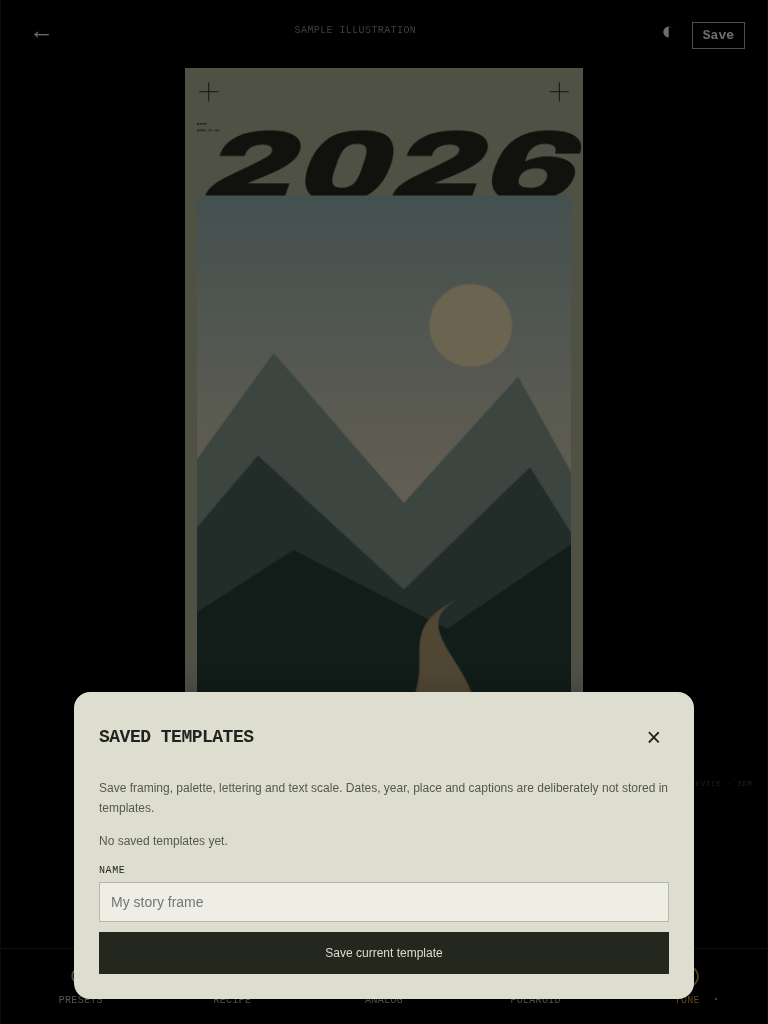 ←
SAMPLE ILLUSTRATION
Save
2026
SAVED TEMPLATES
×
Save framing, palette, lettering and text scale. Dates, year, place and captions are deliberately not stored in
templates.
No saved templates yet.
NAME
My story frame
Save current template
PRESETS
RECIPE
ANALOG
POLAROID
TUNE